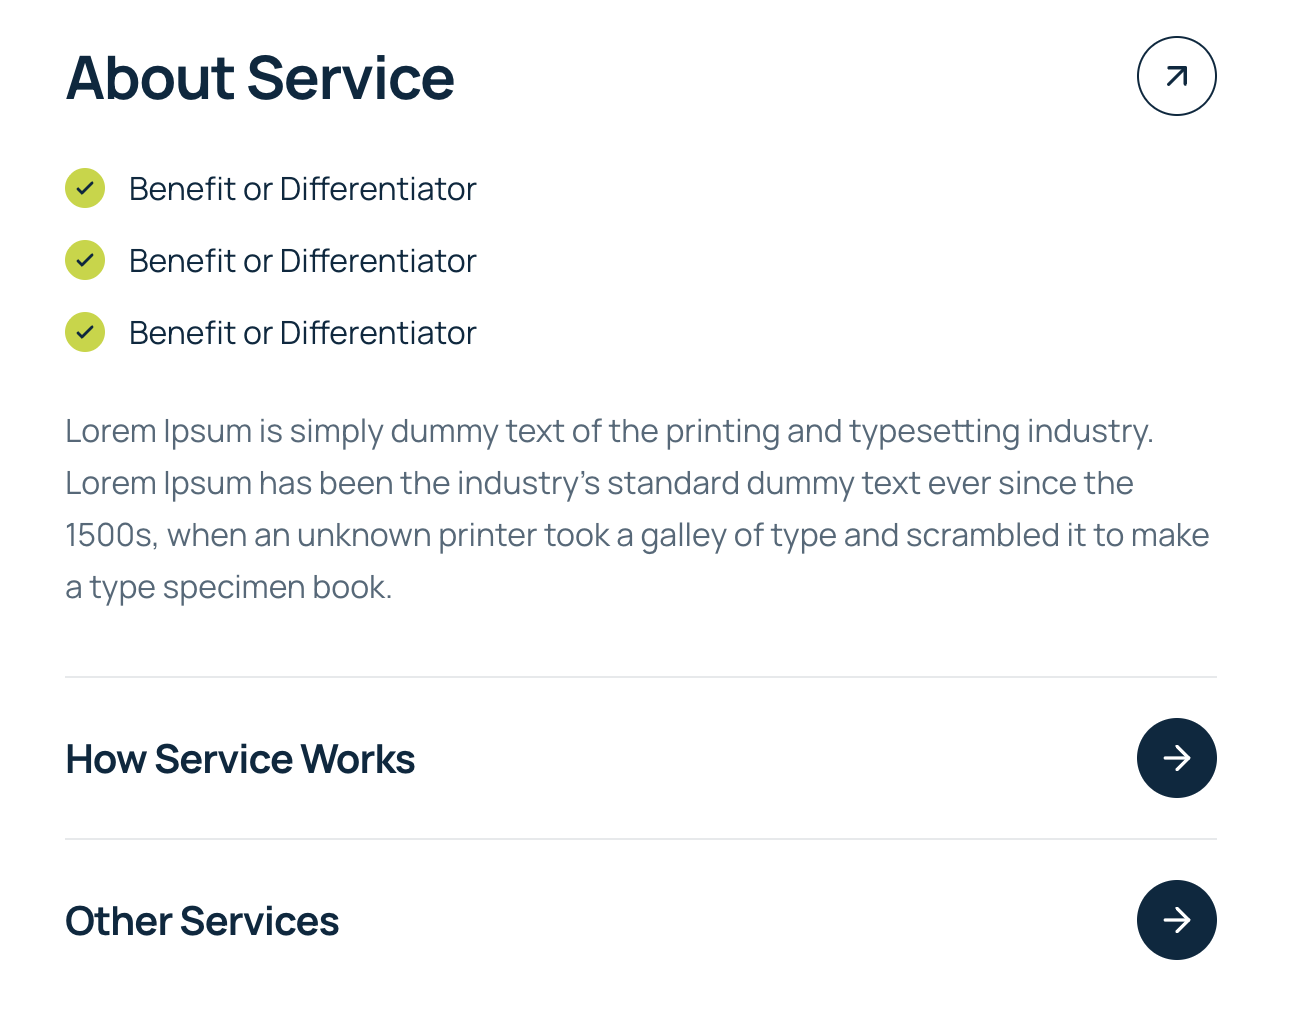 About Service
Benefit or Differentiator
Benefit or Differentiator
Benefit or Differentiator
Lorem Ipsum is simply dummy text of the printing and typesetting industry.
Lorem Ipsum has been the industry’s standard dummy text ever since the
1500s, when an unknown printer took a galley of type and scrambled it to make
a type specimen book.
How Service Works
Other Services